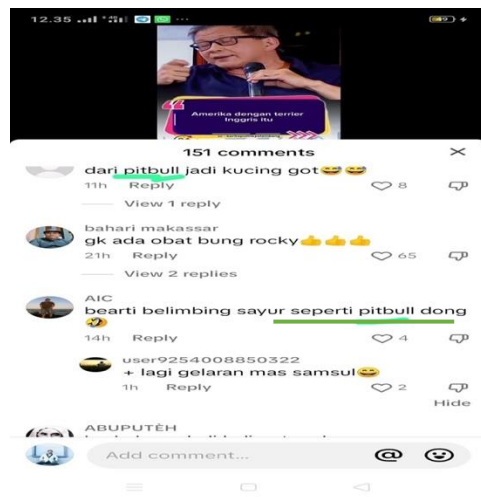 12.35
Amerika dengan terrier
Inggris itu
151 comments
dari pitbull jadi kucing got😅😅
11h Reply 8
View 1 reply
bahari makassar
gk ada obat bung rocky👍👍👍
21h Reply 65
View 2 replies
AIC
bearti belimbing sayur seperti pitbull dong
🤣
14h Reply 4
user9254008850322
+ lagi gelaran mas samsul😄
1h Reply 2
Hide
ABUPUTÈH
Add comment...